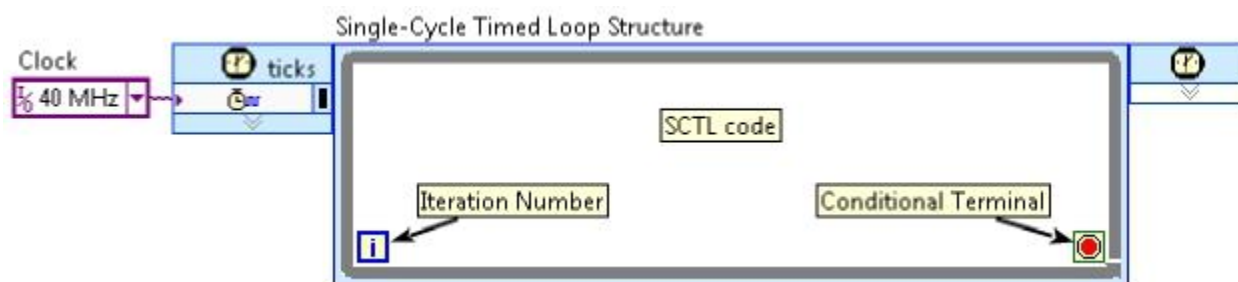 Single-Cycle Timed Loop Structure
Clock
ticks
I/O 40 MHz
SCTL code
Iteration Number
Conditional Terminal
i